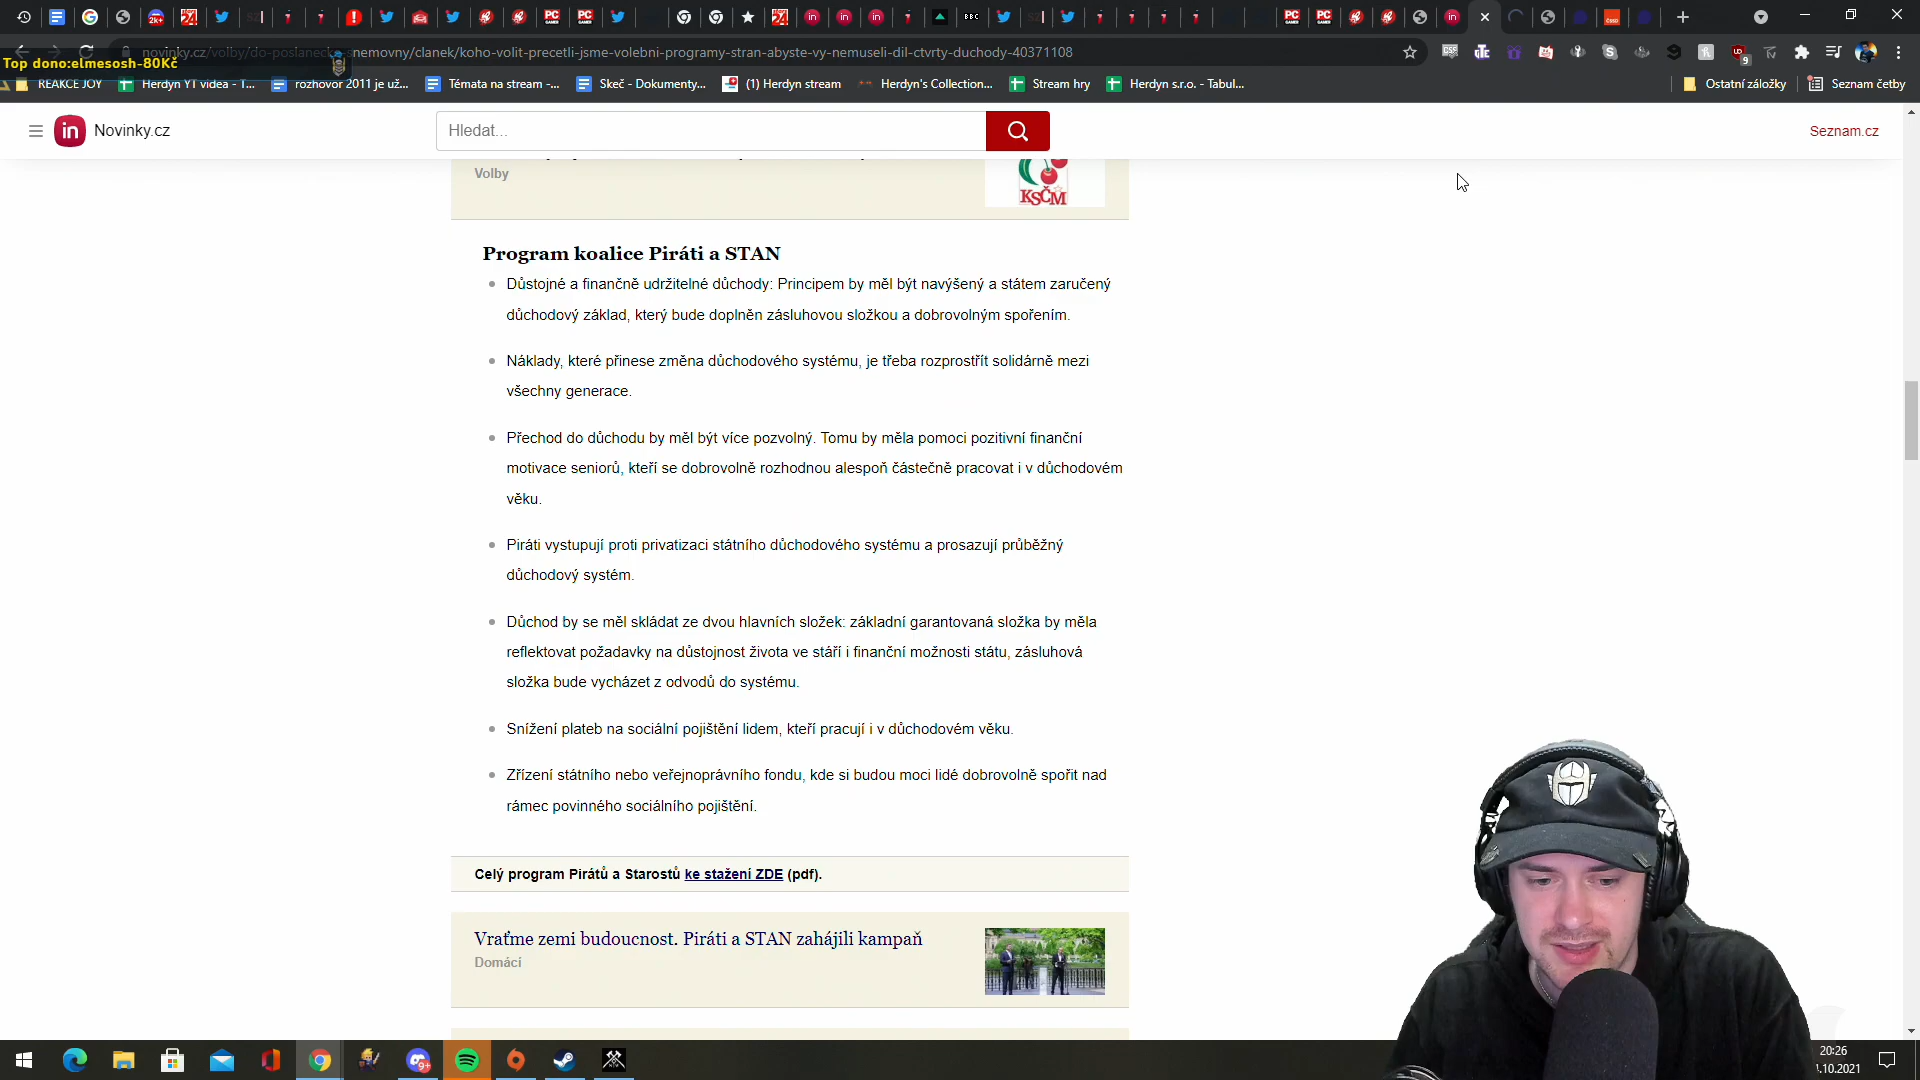 novinky.cz/volby/do-poslanecke-snemovny/clanek/koho-volit-precetli-jsme-volebni-programy-stran-abyste-vy-nemuseli-dil-ctvrty-duchody-40371108
Top dono:elmesosh-80Kč
REAKCE JOY
Herdyn YT videa - T...
rozhovor 2011 je už...
Témata na stream -...
Skeč - Dokumenty...
(1) Herdyn stream
Herdyn's Collection...
Stream hry
Herdyn s.r.o. - Tabul...
Ostatní záložky
Seznam četby
in Novinky.cz
Hledat...
Seznam.cz
Volby
KSČM
Program koalice Piráti a STAN
Důstojné a finančně udržitelné důchody: Principem by měl být navýšený a státem zaručený
důchodový základ, který bude doplněn zásluhovou složkou a dobrovolným spořením.
Náklady, které přinese změna důchodového systému, je třeba rozprostřít solidárně mezi
všechny generace.
Přechod do důchodu by měl být více pozvolný. Tomu by měla pomoci pozitivní finanční
motivace seniorů, kteří se dobrovolně rozhodnou alespoň částečně pracovat i v důchodovém
věku.
Piráti vystupují proti privatizaci státního důchodového systému a prosazují průběžný
důchodový systém.
Důchod by se měl skládat ze dvou hlavních složek: základní garantovaná složka by měla
reflektovat požadavky na důstojnost života ve stáří i finanční možnosti státu, zásluhová
složka bude vycházet z odvodů do systému.
Snížení plateb na sociální pojištění lidem, kteří pracují i v důchodovém věku.
Zřízení státního nebo veřejnoprávního fondu, kde si budou moci lidé dobrovolně spořit nad
rámec povinného sociálního pojištění.
Celý program Pirátů a Starostů ke stažení ZDE (pdf).
Vraťme zemi budoucnost. Piráti a STAN zahájili kampaň
Domácí
20:26
.10.2021